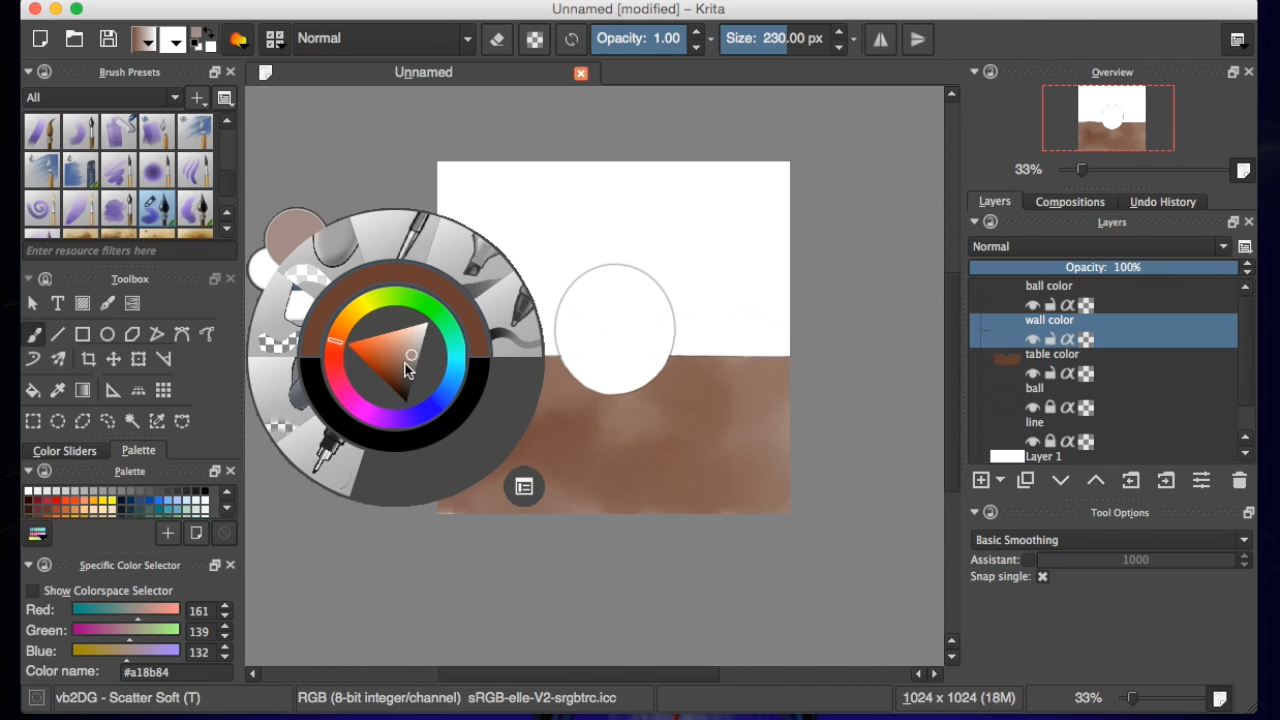 Unnamed [modified] – Krita
Normal
Opacity: 1.00
Size: 230.00 px
Brush Presets
Unnamed
Overview
All
33%
Layers
Compositions
Undo History
Layers
Normal
Enter resource filters here
Opacity: 100%
Toolbox
ball color
wall color
table color
ball
line
Layer 1
Color Sliders
Palette
Palette
Tool Options
Basic Smoothing
Assistant:
1000
Snap single:
Specific Color Selector
Show Colorspace Selector
Red:
161
Green:
139
Blue:
132
Color name:
#a18b84
vb2DG - Scatter Soft (T)
RGB (8-bit integer/channel) sRGB-elle-V2-srgbtrc.icc
1024 x 1024 (18M)
33%